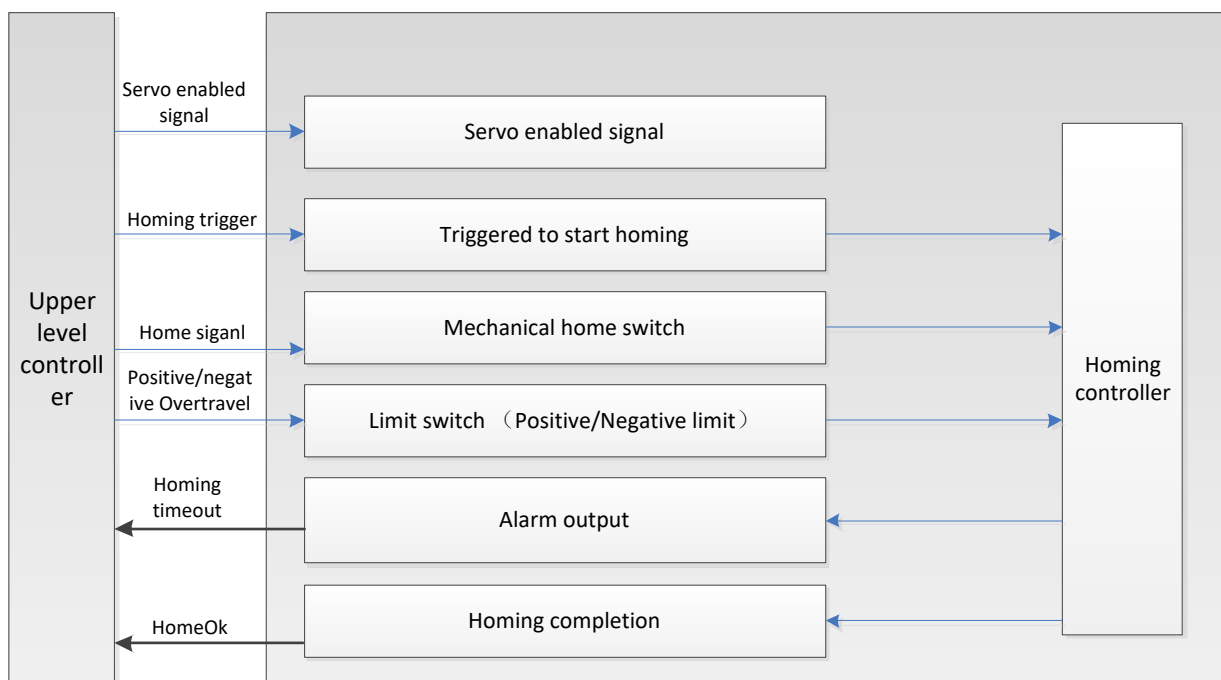 Servo enabled
signal
Servo enabled signal
Homing trigger
Triggered to start homing
Upper
level
controll
er
Home siganl
Mechanical home switch
Positive/negat
ive Overtravel
Limit switch （Positive/Negative limit）
Homing
controller
Homing
timeout
Alarm output
HomeOk
Homing completion